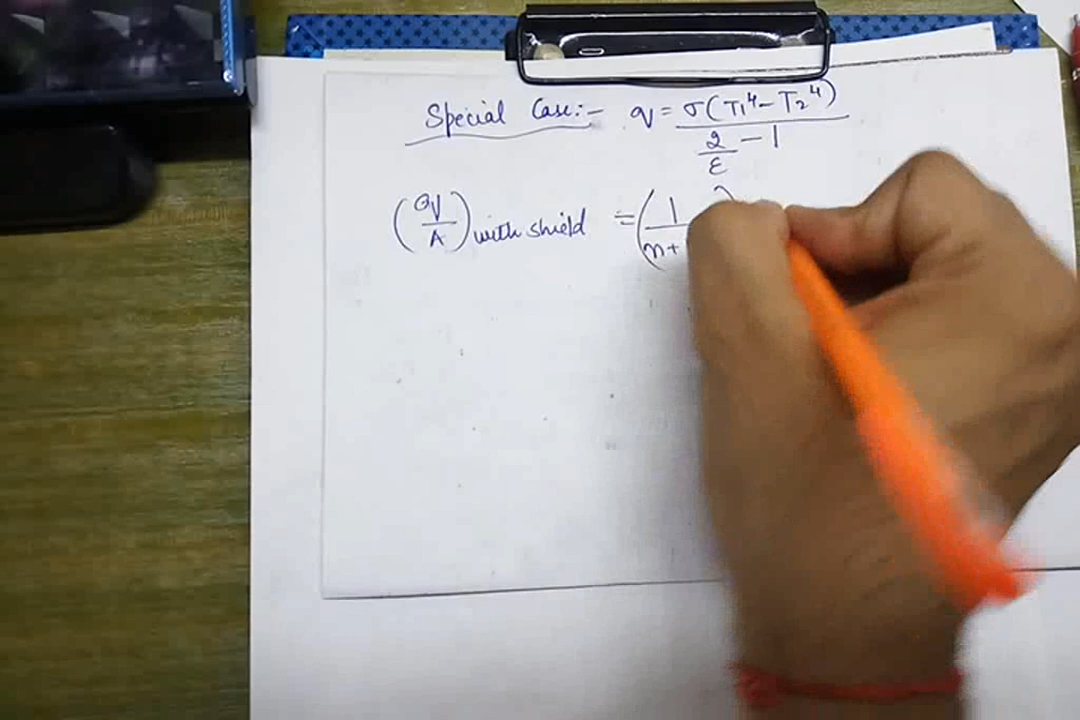 Special Case:- q = σ(T1⁴ - T2⁴) / (2/ε - 1)
(Q/A) with shield = (1/n+